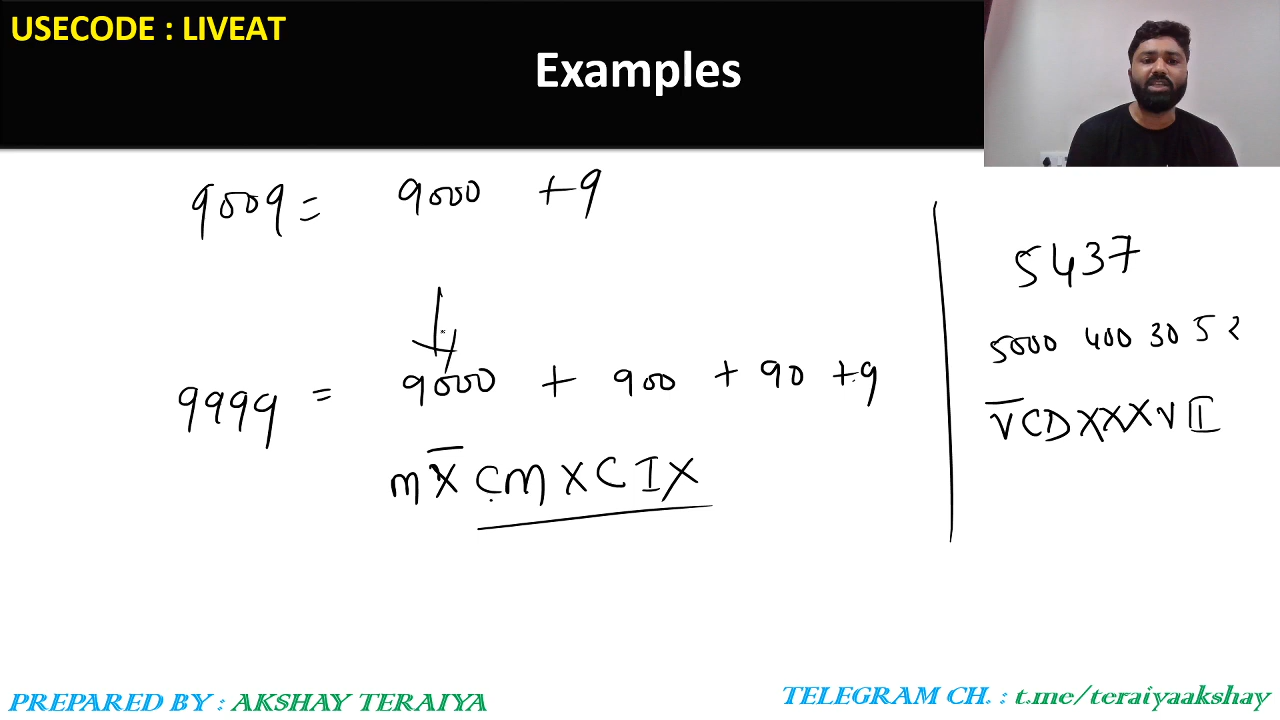 USECODE : LIVEAT
Examples
9009 = 9000 + 9
9999 = 9000 + 900 + 90 + 9
mX̅ CMXCIX
5437
5000 400 30 5 2
V̅CDXXXVII
PREPARED BY : AKSHAY TERAIYA
TELEGRAM CH. : t.me/teraiyaakshay